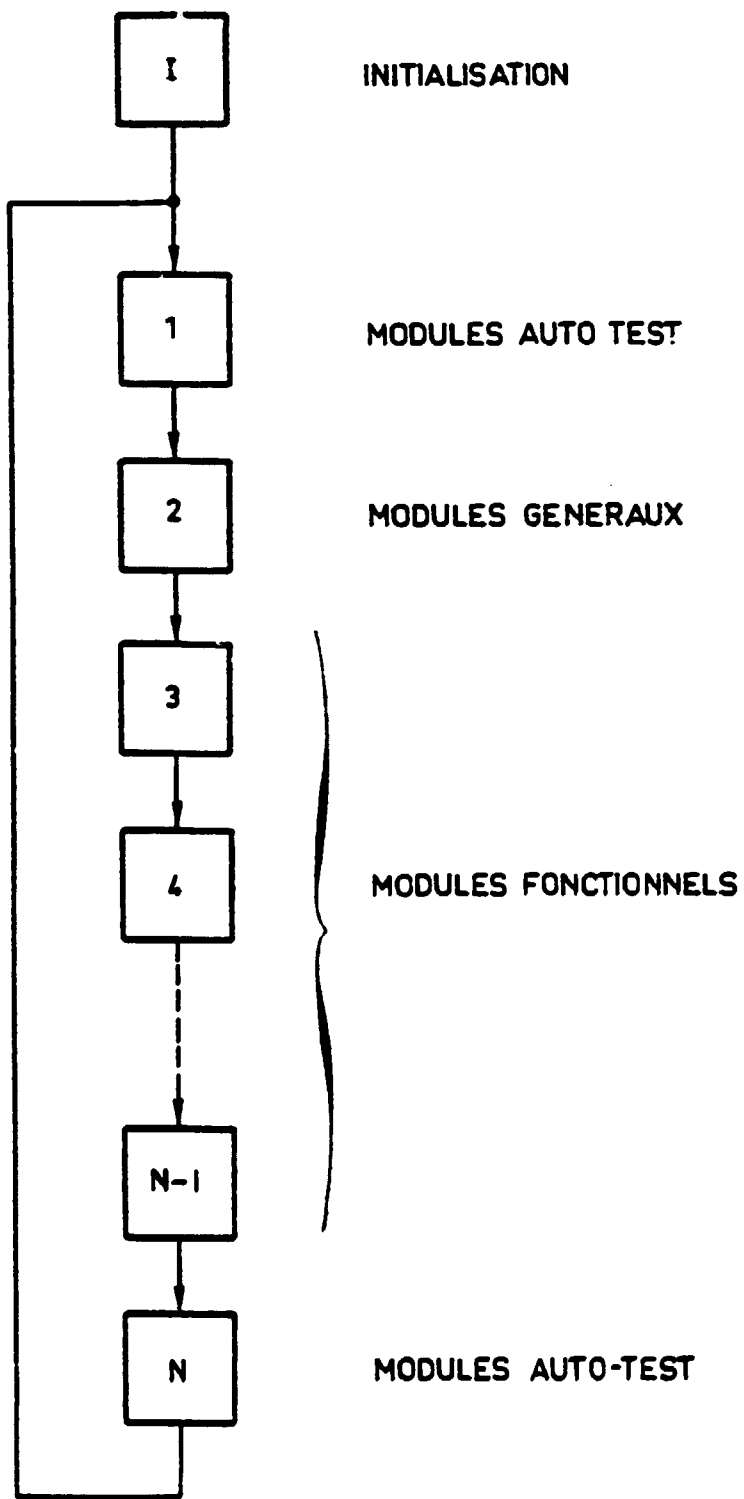 I INITIALISATION
1 MODULES AUTO TEST
2 MODULES GENERAUX
3
4 MODULES FONCTIONNELS
N-1
N MODULES AUTO-TEST